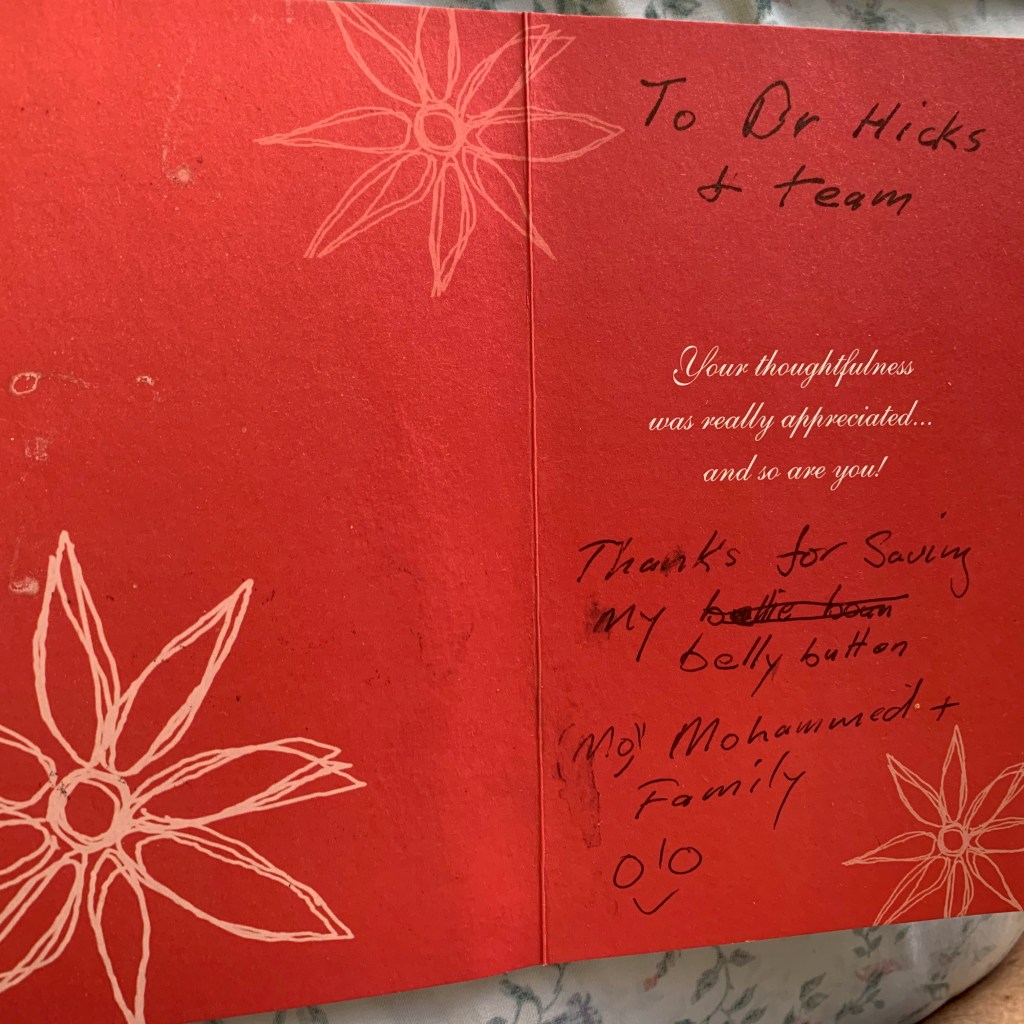 To Dr Hicks
& team
Your thoughtfulness
was really appreciated...
and so are you!
Thanks for Saving
My
belly button
"Mo" Mohammed +
Family